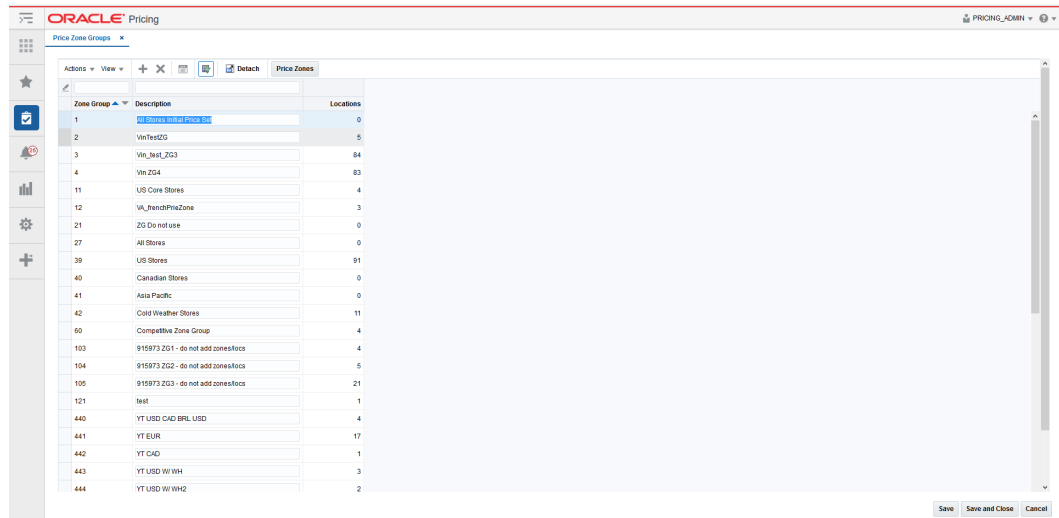 ORACLE Pricing
PRICING_ADMIN
Price Zone Groups ×
Actions View Detach Price Zones
Zone Group Description Locations
1 All Stores Initial Price Set 0
2 VinTestZG 5
3 Vin_test_ZG3 84
25
4 Vin ZG4 83
11 US Core Stores 4
12 VA_frenchPrieZone 3
21 ZG Do not use 0
27 All Stores 0
39 US Stores 91
40 Canadian Stores 0
41 Asia Pacific 0
42 Cold Weather Stores 11
60 Competitive Zone Group 4
103 915973 ZG1 - do not add zones/locs 4
104 915973 ZG2 - do not add zones/locs 5
105 915973 ZG3 - do not add zones/locs 21
121 test 1
440 YT USD CAD BRL USD 4
441 YT EUR 17
442 YT CAD 1
443 YT USD W/ WH 3
444 YT USD W/ WH2 2
Save Save and Close Cancel